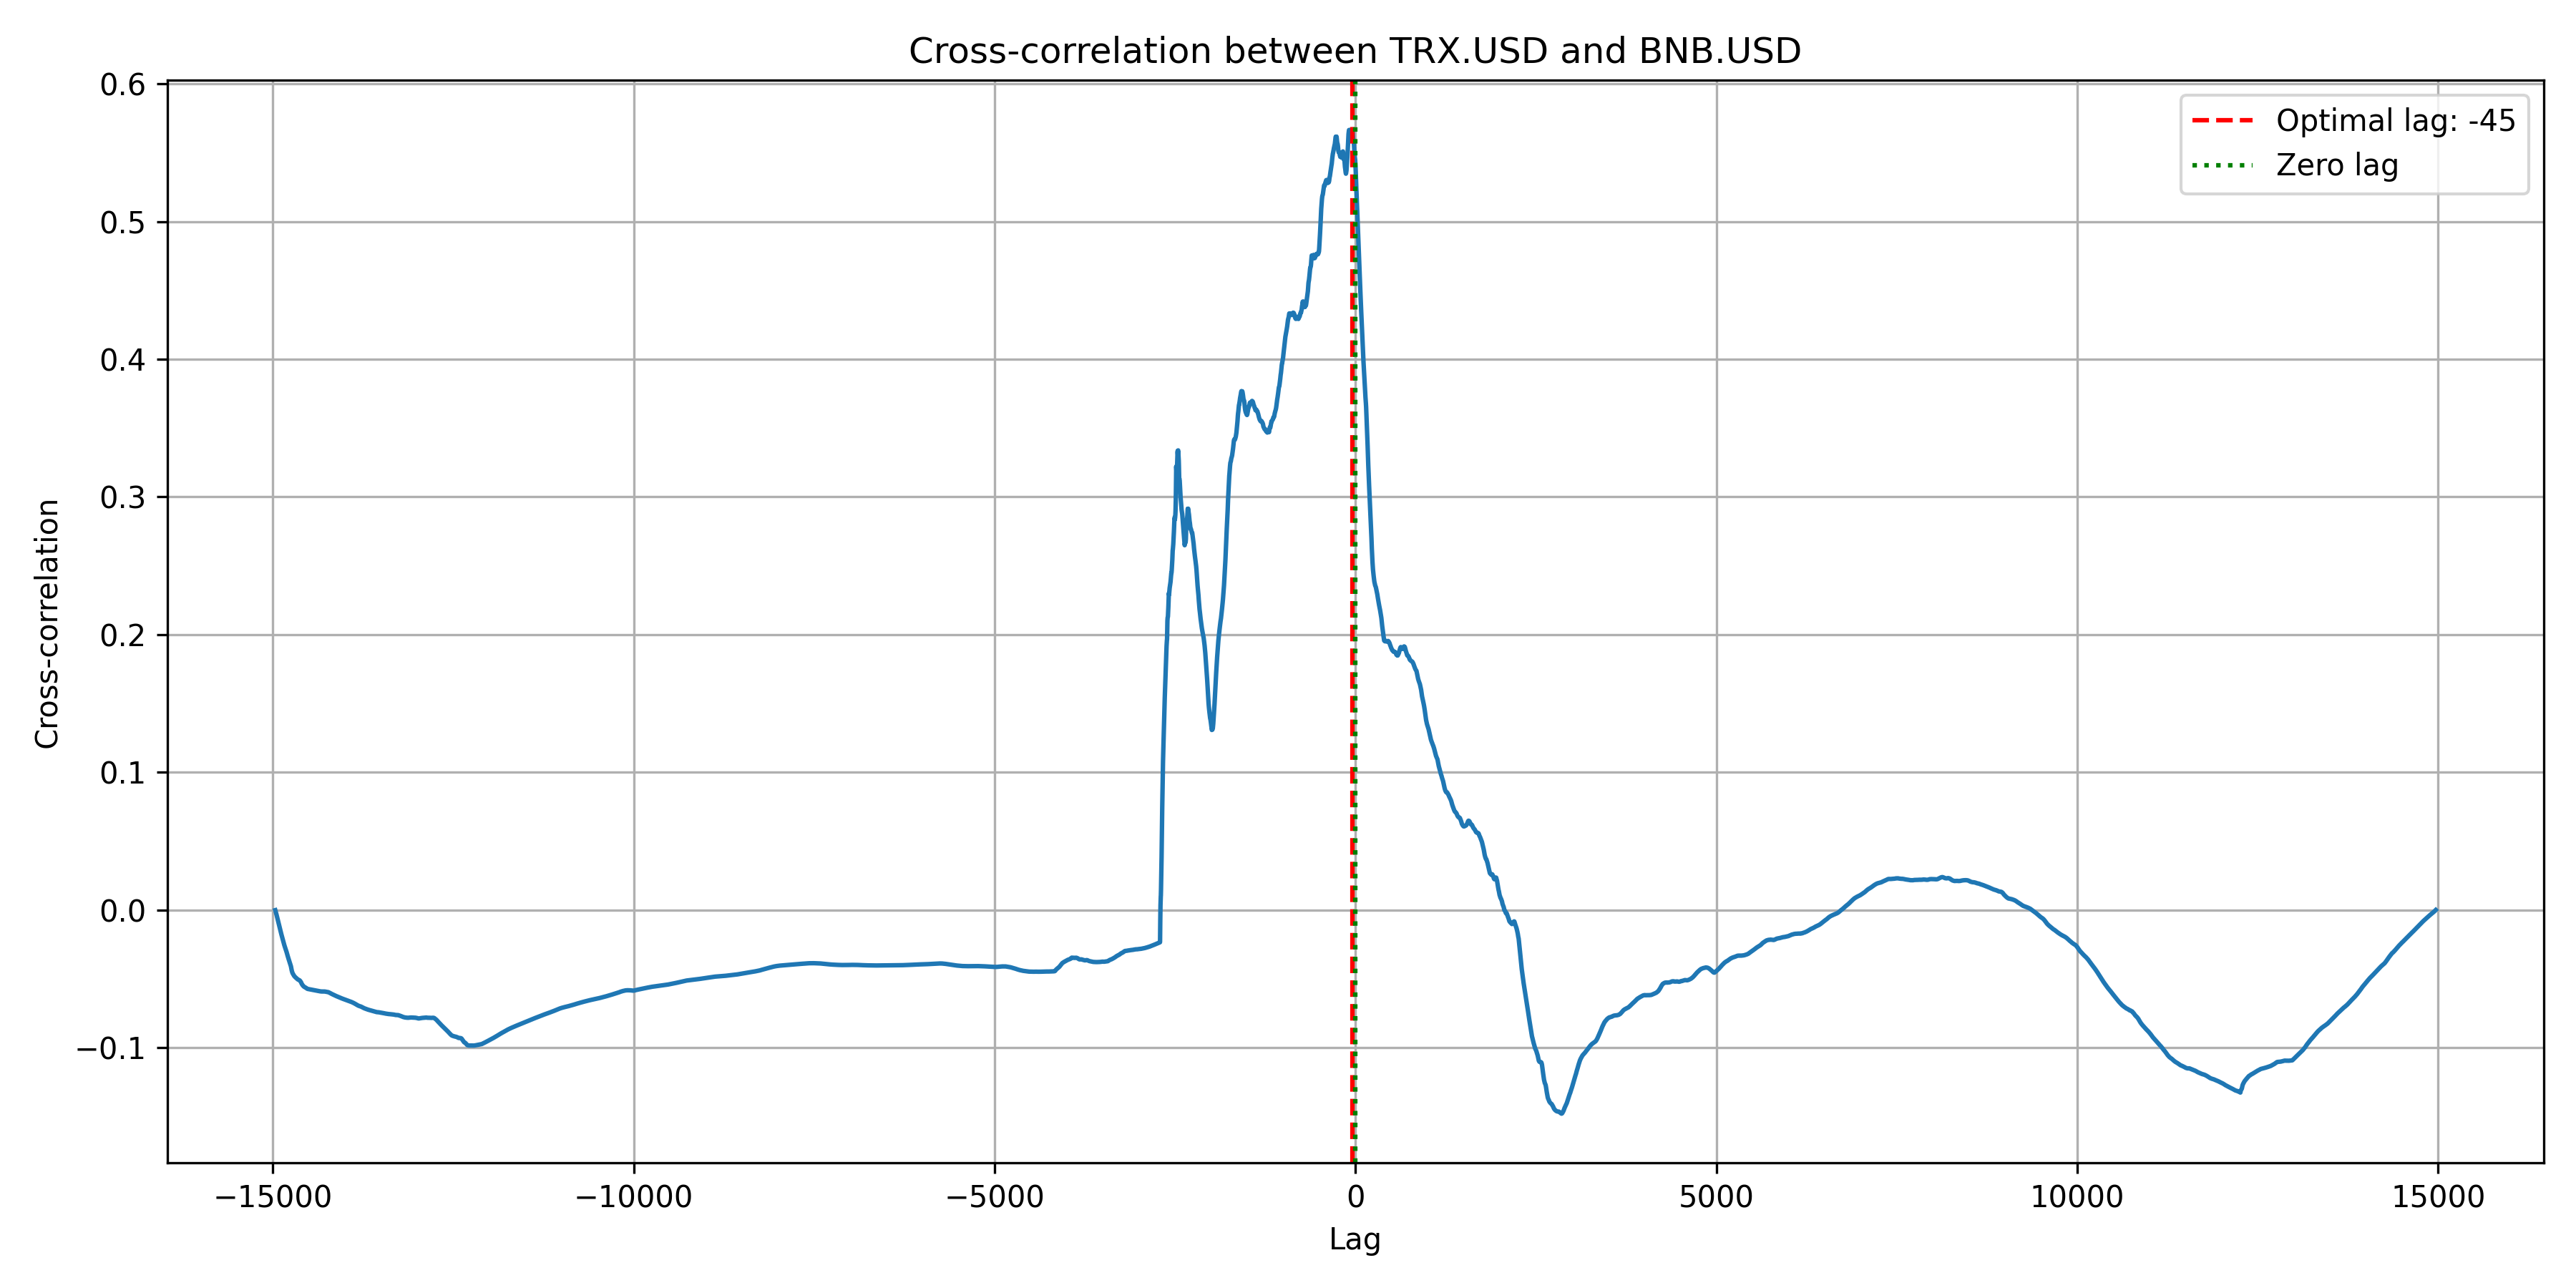 Cross-correlation between TRX.USD and BNB.USD
Optimal lag: -45
Zero lag
0.6
0.5
0.4
0.3
0.2
0.1
0.0
−0.1
Cross-correlation
−15000 −10000 −5000 0 5000 10000 15000
Lag